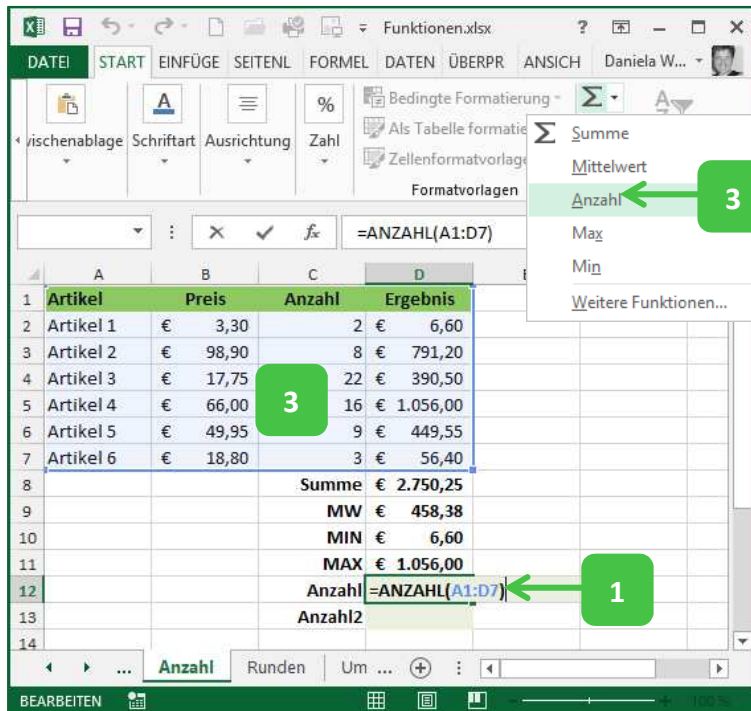 Funktionen.xlsx ?
DATEI START EINFÜGE SEITENL FORMEL DATEN ÜBERPR ANSICH Daniela W...
vischenablage Schriftart Ausrichtung Zahl
A %
Bedingte Formatierung
Als Tabelle formatie
Zellenformatvorlage
Formatvorlagen
Σ
Σ Summe
Mittelwert
Anzahl
3
Max
Min
Weitere Funktionen...
fx =ANZAHL(A1:D7)
A B C D
1 Artikel Preis Anzahl Ergebnis
2 Artikel 1 € 3,30 2 € 6,60
3 Artikel 2 € 98,90 8 € 791,20
4 Artikel 3 € 17,75 22 € 390,50
5 Artikel 4 € 66,00 3 16 € 1.056,00
6 Artikel 5 € 49,95 9 € 449,55
7 Artikel 6 € 18,80 3 € 56,40
8 Summe € 2.750,25
9 MW € 458,38
10 MIN € 6,60
11 MAX € 1.056,00
12 Anzahl =ANZAHL(A1:D7) 1
13 Anzahl2
14
... Anzahl Runden Um ...
BEARBEITEN 100 %